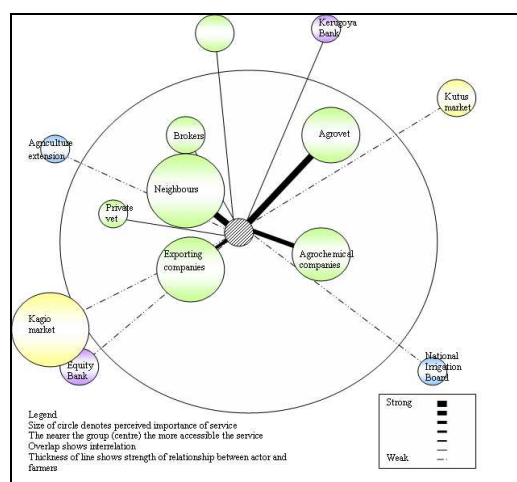 Kerugoya
Bank
Kutus
market
Agrovet
Brokers
Agriculture
extension
Neighbours
Private
vet
Exporting
companies
Agrochemical
companies
Kagio
market
Equity
Bank
National
Irrigation
Board
Legend
Size of circle denotes perceived importance of service
The nearer the group (centre) the more accessible the service
Overlap shows interrelation
Thickness of line shows strength of relationship between actor and
farmers
Strong
Weak